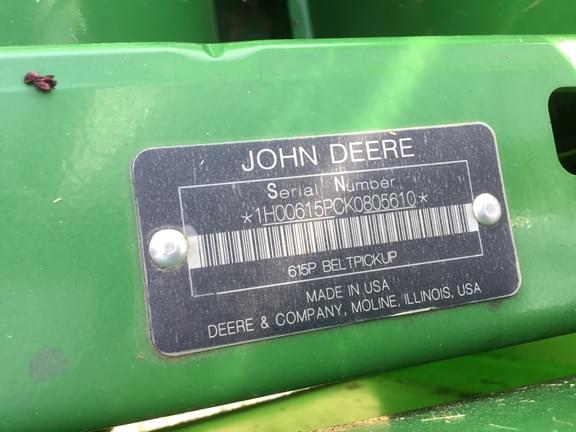 JOHN DEERE
Serial Number
*1H00615PCK0805610*
615P BELTPICKUP
MADE IN USA
DEERE & COMPANY, MOLINE, ILLINOIS, USA